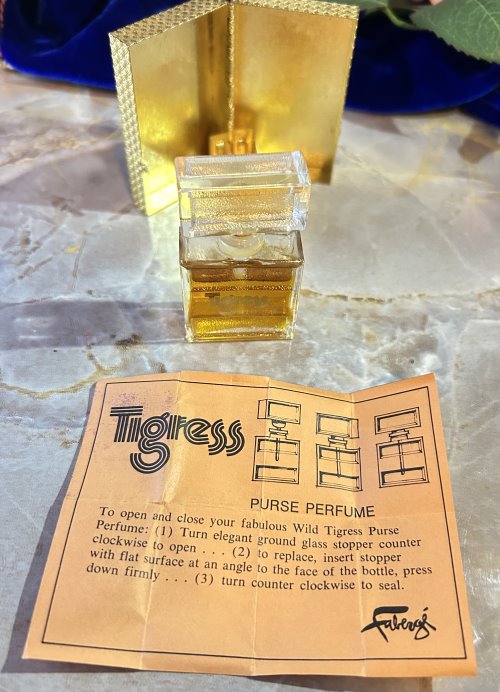 Tigress
Tigress
PURSE PERFUME
To open and close your fabulous Wild Tigress Purse
Perfume: (1) Turn elegant ground glass stopper counter
clockwise to open . . . (2) to replace, insert stopper
with flat surface at an angle to the face of the bottle, press
down firmly . . . (3) turn counter clockwise to seal.
Fabergé